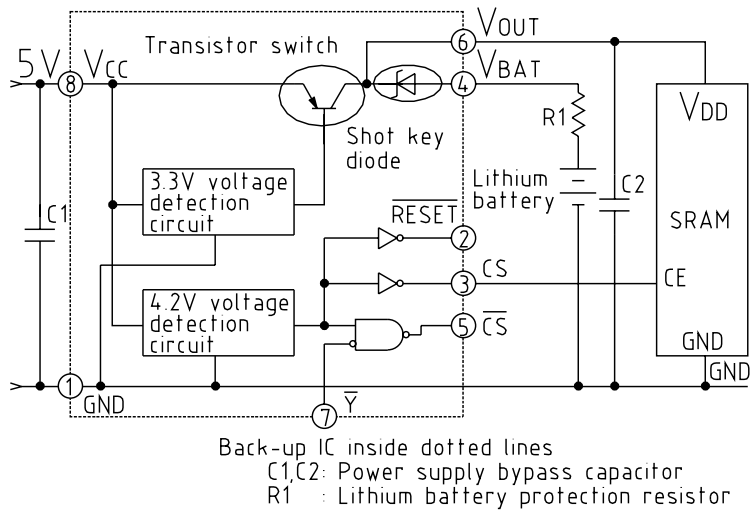 Transistor switch
VOUT
6
5V
VCC
8
VBAT
4
R1
VDD
Shot key
diode
3.3V voltage
detection
circuit
Lithium
battery
C2
C1
RESET
2
SRAM
CS
3
CE
4.2V voltage
detection
circuit
CS
5
GND
GND
1
GND
Y
7
Back-up IC inside dotted lines
C1,C2: Power supply bypass capacitor
R1 : Lithium battery protection resistor